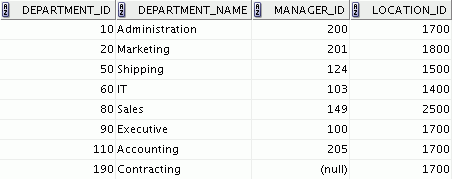 DEPARTMENT_ID DEPARTMENT_NAME MANAGER_ID LOCATION_ID
10 Administration 200 1700
20 Marketing 201 1800
50 Shipping 124 1500
60 IT 103 1400
80 Sales 149 2500
90 Executive 100 1700
110 Accounting 205 1700
190 Contracting (null) 1700